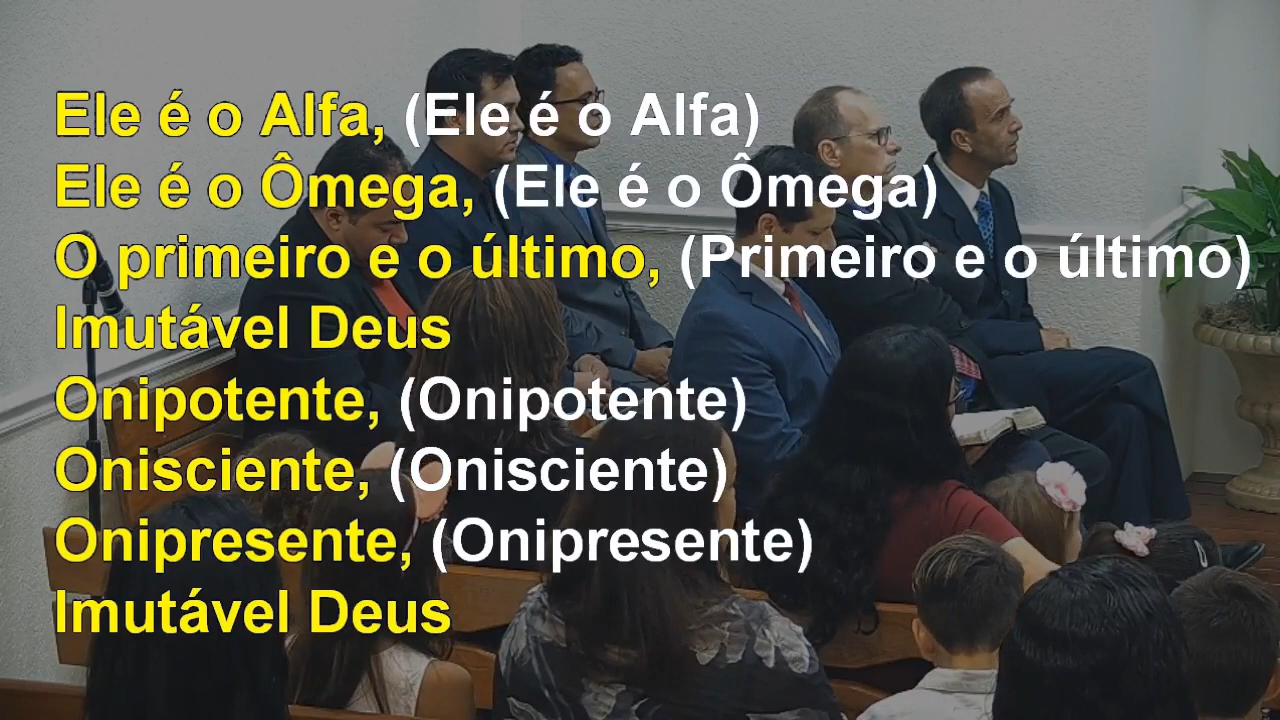 Ele é o Alfa, (Ele é o Alfa)
Ele é o Ômega, (Ele é o Ômega)
O primeiro e o último, (Primeiro e o último)
Imutável Deus
Onipotente, (Onipotente)
Onisciente, (Onisciente)
Onipresente, (Onipresente)
Imutável Deus